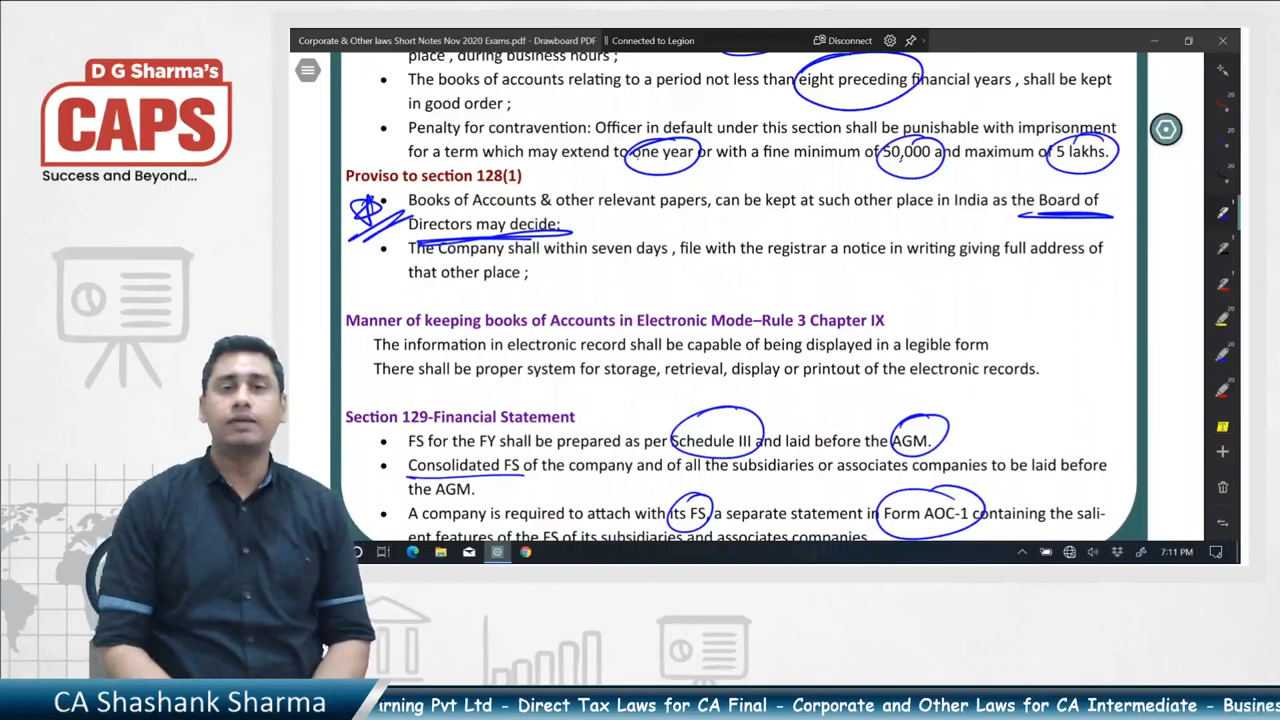 D G SHARMA's
CAPS
Success and Beyond...
Corporate & Other laws Short Notes Nov 2020 Exams.pdf - Drawboard PDF
Connected to Legion
Disconnect
place , during business hours ;
• The books of accounts relating to a period not less than eight preceding financial years , shall be kept
in good order ;
• Penalty for contravention: Officer in default under this section shall be punishable with imprisonment
for a term which may extend to one year or with a fine minimum of 50,000 and maximum of 5 lakhs.
Proviso to section 128(1)
• Books of Accounts & other relevant papers, can be kept at such other place in India as the Board of
Directors may decide;
• The Company shall within seven days , file with the registrar a notice in writing giving full address of
that other place ;
Manner of keeping books of Accounts in Electronic Mode–Rule 3 Chapter IX
The information in electronic record shall be capable of being displayed in a legible form
There shall be proper system for storage, retrieval, display or printout of the electronic records.
Section 129-Financial Statement
• FS for the FY shall be prepared as per Schedule III and laid before the AGM.
• Consolidated FS of the company and of all the subsidiaries or associates companies to be laid before
the AGM.
• A company is required to attach with its FS, a separate statement in Form AOC-1 containing the sali-
ent features of the FS of its subsidiaries and associates companies
7:11 PM
CA Shashank Sharma
rning Pvt Ltd - Direct Tax Laws for CA Final - Corporate and Other Laws for CA Intermediate - Busines